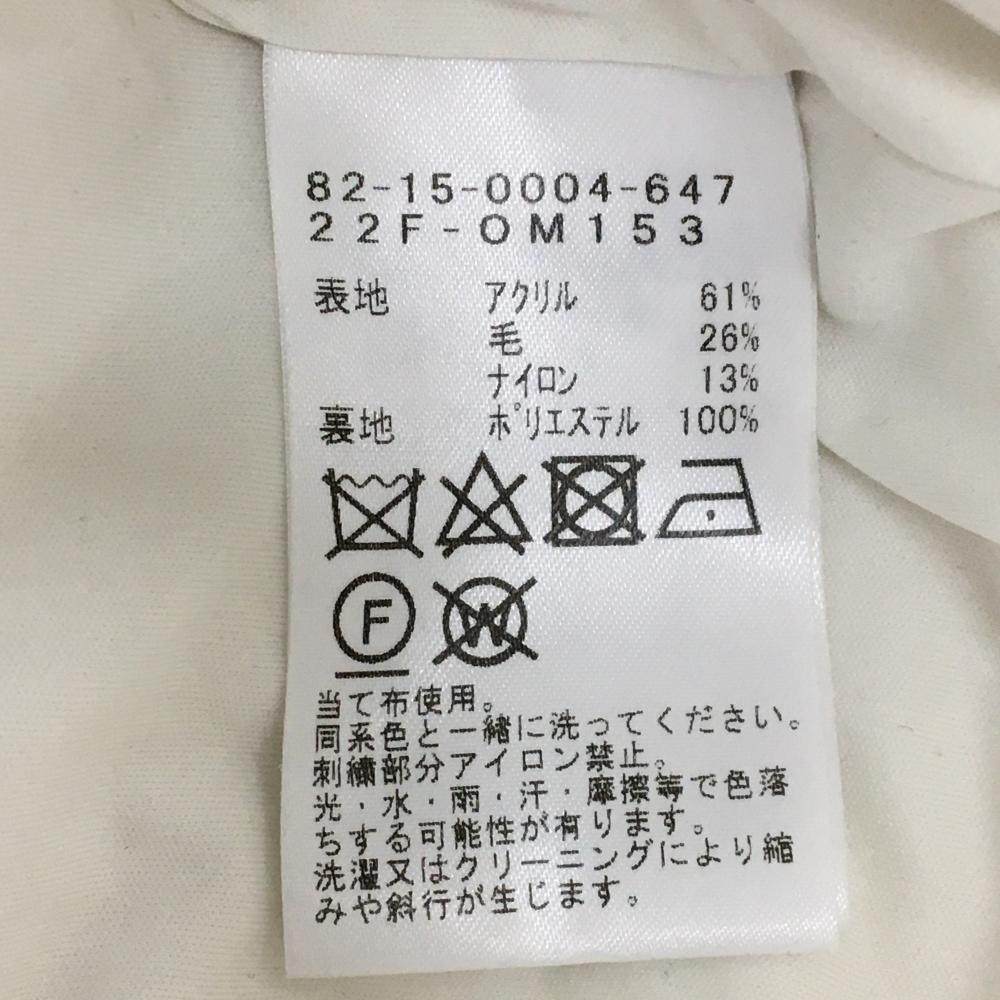 82-15-0004-647
22F-OM153
表地 アクリル 61%
毛 26%
ナイロン 13%
裏地 ポリエステル 100%
F W
当て布使用。
同系色と一緒に洗ってください。
刺繍部分アイロン禁止。
光・水・雨・汗・摩擦等で色落
ちする可能性が有ります。
洗濯又はクリーニングにより縮
みや斜行が生じます。